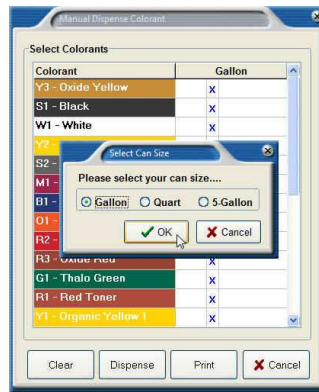 Manual Dispense Colorant
Select Colorants
Colorant Gallon
Y3 - Oxide Yellow x
S1 - Black x
W1 - White x
Y2 -
S2 -
M1 -
B1 -
O1 -
R2 -
Select Can Size
Please select your can size....
Gallon Quart 5-Gallon
OK Cancel
R3 - Oxide Red x
G1 - Thalo Green x
R1 - Red Toner x
Y1 - Organic Yellow 1 x
Clear Dispense Print Cancel